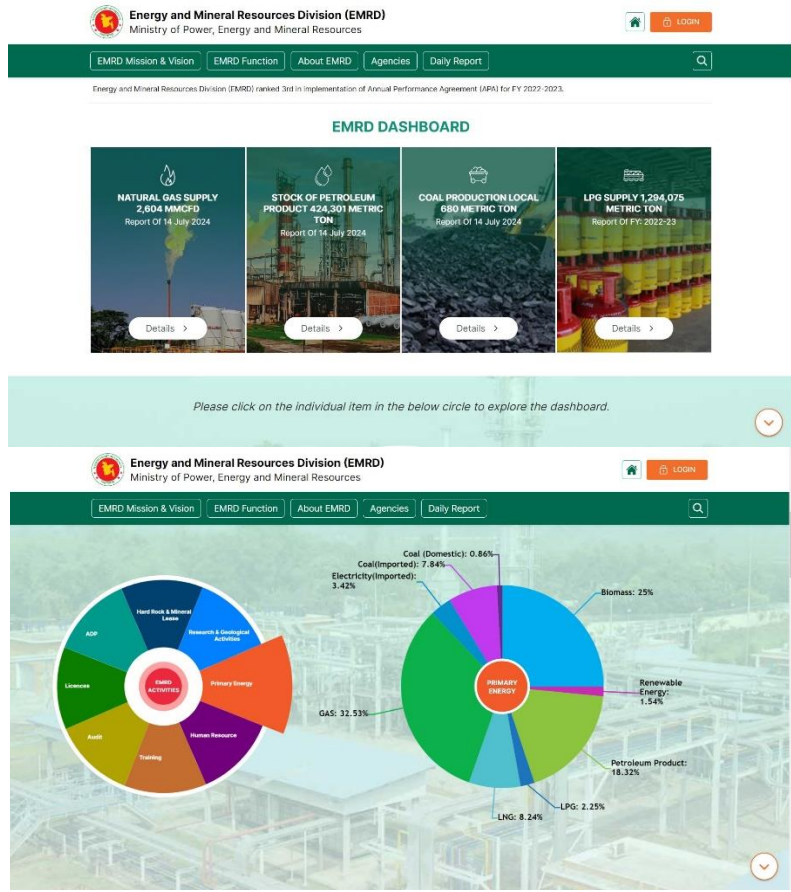 Energy and Mineral Resources Division (EMRD)
Ministry of Power, Energy and Mineral Resources
LOGIN
EMRD Mission & Vision
EMRD Function
About EMRD
Agencies
Daily Report
Energy and Mineral Resources Division (EMRD) ranked 3rd in implementation of Annual Performance Agreement (APA) for FY 2022-2023.
EMRD DASHBOARD
NATURAL GAS SUPPLY
2,604 MMCFD
Report Of 14 July 2024
Details >
STOCK OF PETROLEUM
PRODUCT 424,301 METRIC
TON
Report Of 14 July 2024
Details >
COAL PRODUCTION LOCAL
680 METRIC TON
Report Of 14 July 2024
Details >
LPG SUPPLY 1,294,075
METRIC TON
Report Of FY: 2022-23
Details >
Please click on the individual item in the below circle to explore the dashboard.
Energy and Mineral Resources Division (EMRD)
Ministry of Power, Energy and Mineral Resources
LOGIN
EMRD Mission & Vision
EMRD Function
About EMRD
Agencies
Daily Report
Hard Rock & Mineral
Lease
Research & Geological
Activities
Primary Energy
Human Resource
Training
Audit
Licences
ADP
EMRD
ACTIVITIES
Coal (Domestic): 0.86%
Coal(Imported): 7.84%
Electricity(Imported):
3.42%
Biomass: 25%
Renewable
Energy:
1.54%
Petroleum Product:
18.32%
LPG: 2.25%
LNG: 8.24%
GAS: 32.53%
PRIMARY
ENERGY